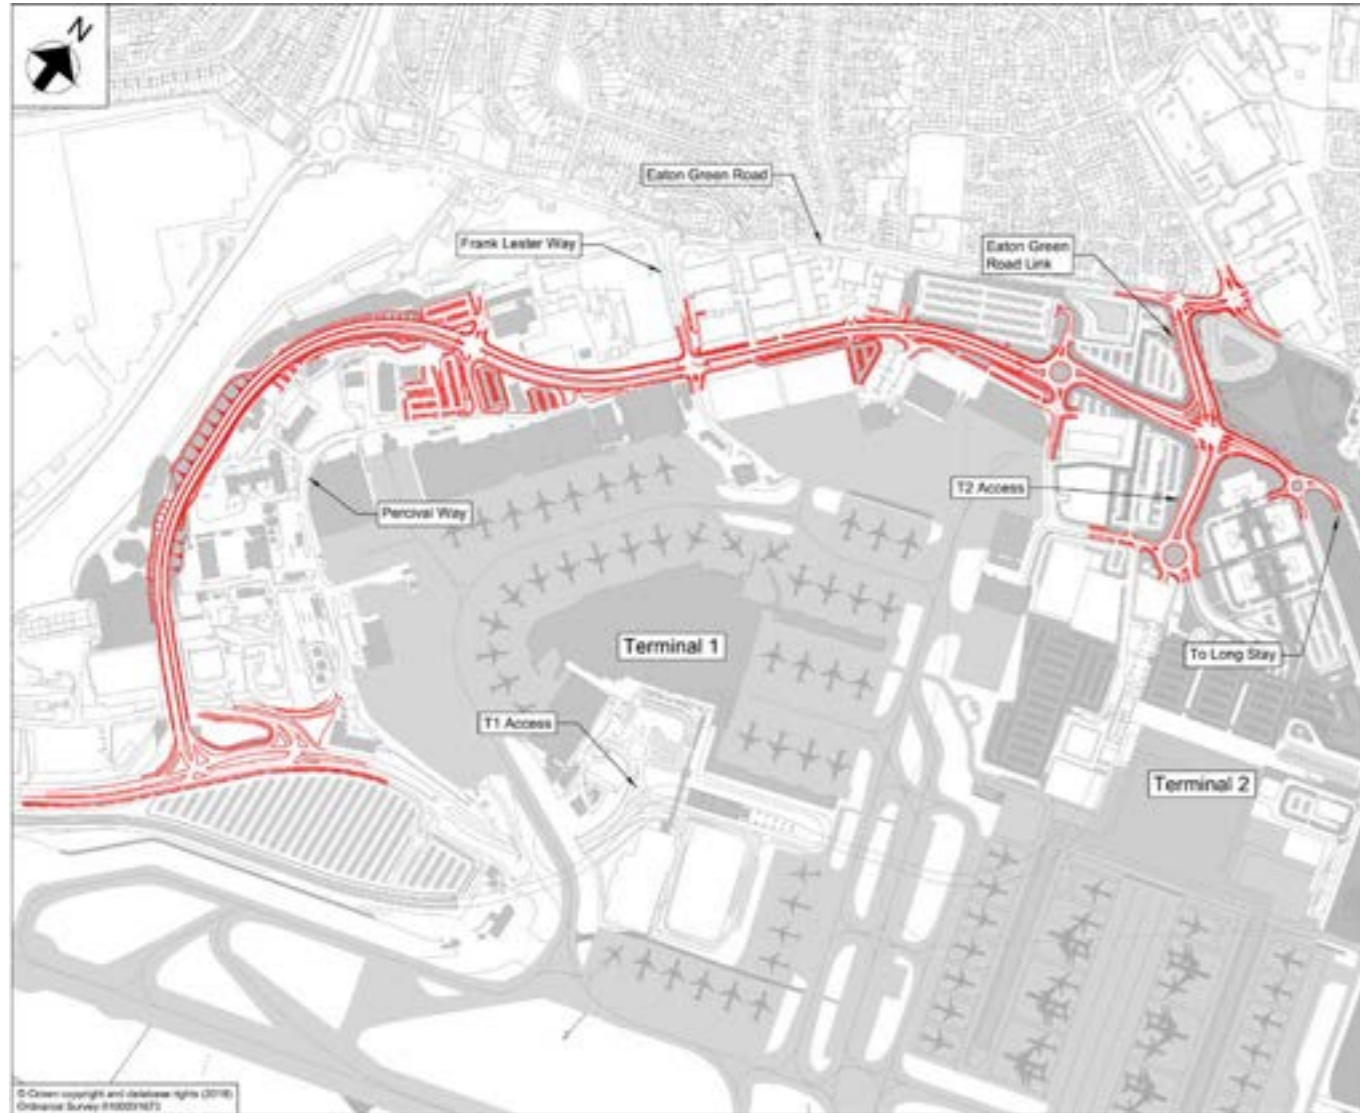 N
Eaton Green Road
Frank Lester Way
Eaton Green
Road Link
T2 Access
Percival Way
Terminal 1
To Long Stay
T1 Access
Terminal 2
© Crown copyright and database rights (2018)
Ordnance Survey